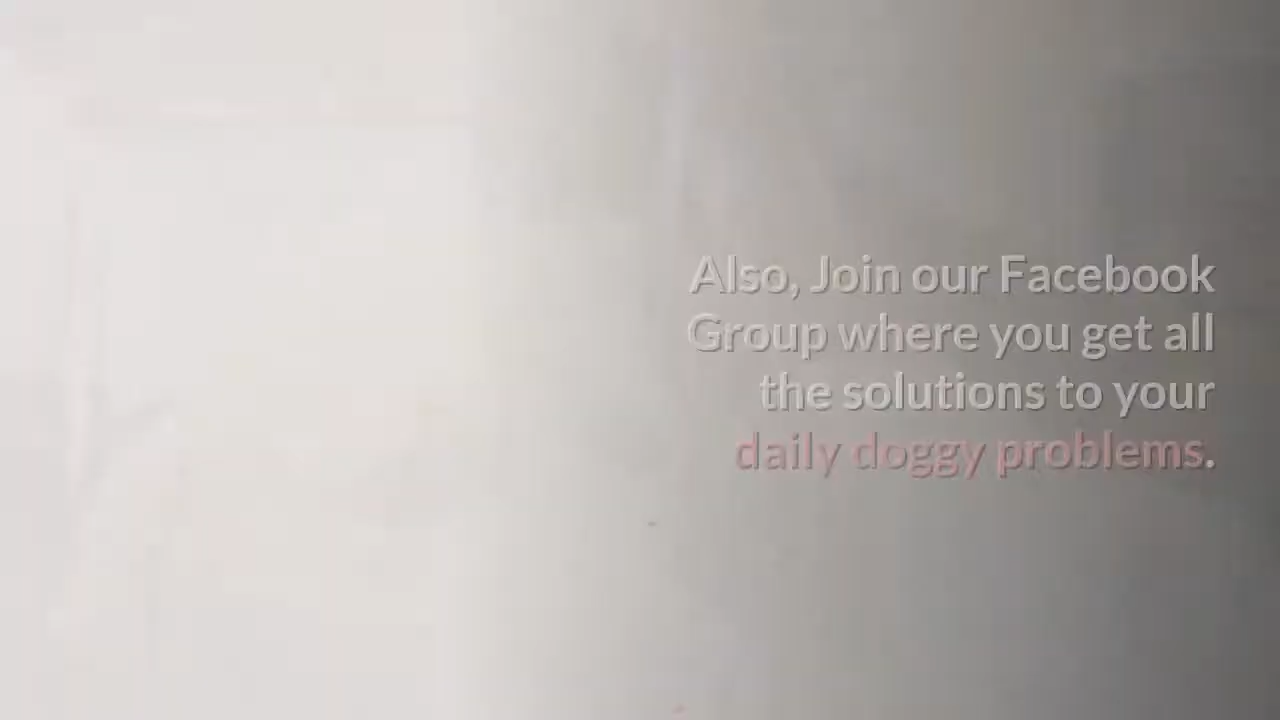 Also, Join our Facebook
Group where you get all
the solutions to your
daily doggy problems.